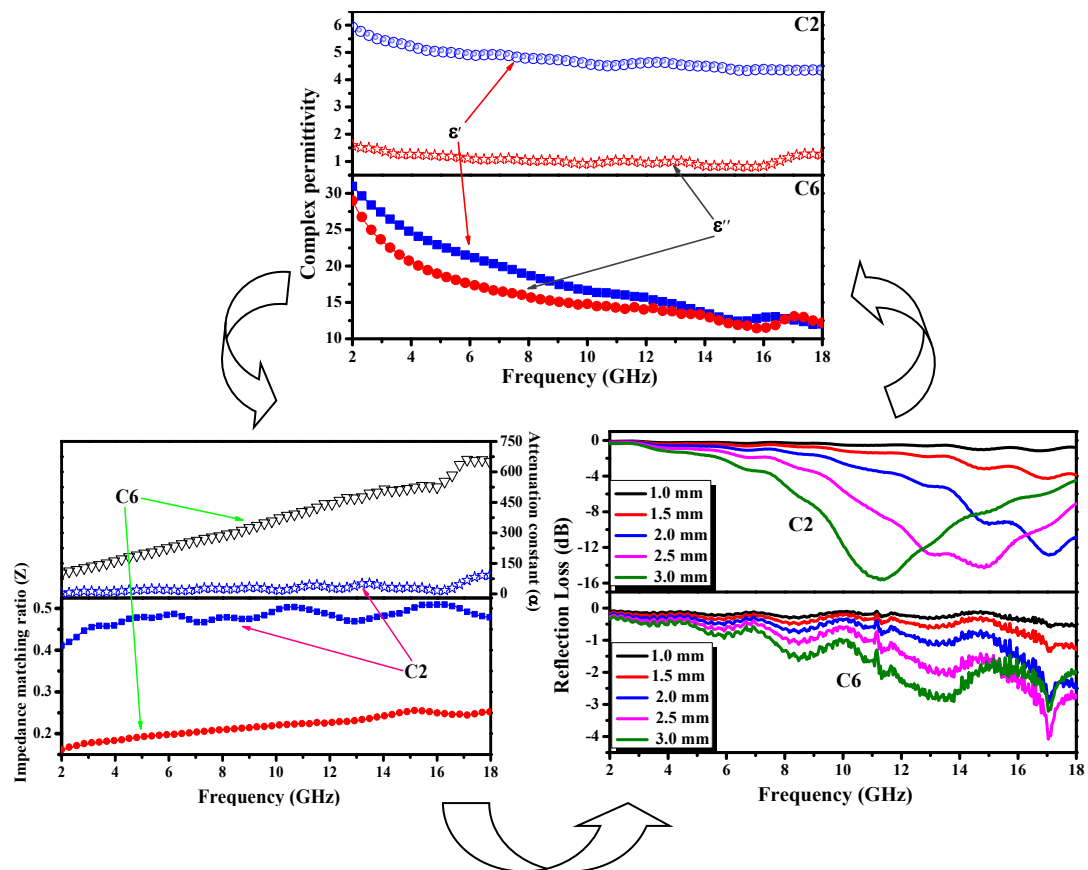 C2
6
5
4
3
2
1
ε′
Complex permittivity
C6
30
25
20
15
10
ε′′
2 4 6 8 10 12 14 16 18
Frequency (GHz)
750
600
450
300
150
0
Attenuation constant (α)
C6
0.5
0.4
0.3
0.2
Impedance matching ratio (Z)
C2
2 4 6 8 10 12 14 16 18
Frequency (GHz)
0
-4
-8
-12
-16
1.0 mm
1.5 mm
2.0 mm
2.5 mm
3.0 mm
C2
Reflection Loss (dB)
0
-1
-2
-3
-4
1.0 mm
1.5 mm
2.0 mm
2.5 mm
3.0 mm
C6
2 4 6 8 10 12 14 16 18
Frequency (GHz)